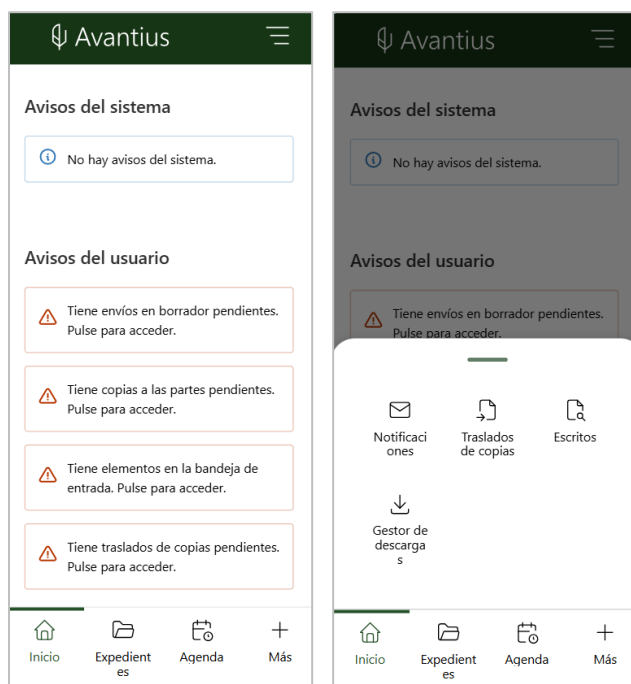 Avantius
Avisos del sistema
No hay avisos del sistema.
Avisos del usuario
Tiene envíos en borrador pendientes.
Pulse para acceder.
Tiene copias a las partes pendientes.
Pulse para acceder.
Tiene elementos en la bandeja de
entrada. Pulse para acceder.
Tiene traslados de copias pendientes.
Pulse para acceder.
Inicio
Expedient
es
Agenda
Más
Avantius
Avisos del sistema
No hay avisos del sistema.
Avisos del usuario
Tiene envíos en borrador pendientes.
Pulse para acceder.
Notificaci
ones
Traslados
de copias
Escritos
Gestor de
descarga
s
Inicio
Expedient
es
Agenda
Más